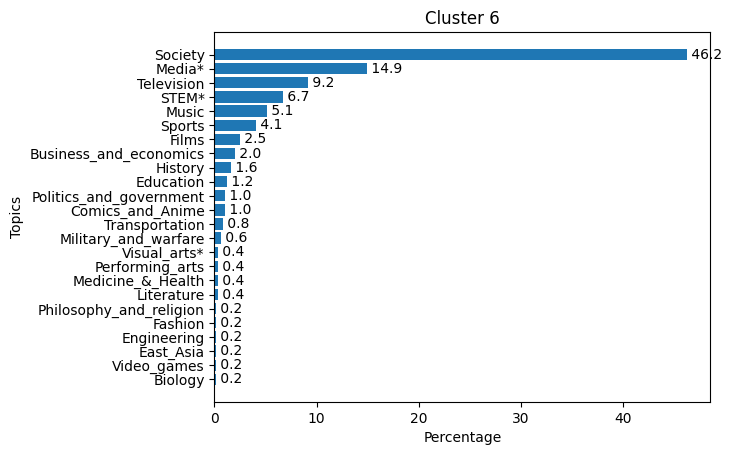 Cluster 6
Topics
Society 46.2
Media* 14.9
Television 9.2
STEM* 6.7
Music 5.1
Sports 4.1
Films 2.5
Business_and_economics 2.0
History 1.6
Education 1.2
Politics_and_government 1.0
Comics_and_Anime 1.0
Transportation 0.8
Military_and_warfare 0.6
Visual_arts* 0.4
Performing_arts 0.4
Medicine_&_Health 0.4
Literature 0.4
Philosophy_and_religion 0.2
Fashion 0.2
Engineering 0.2
East_Asia 0.2
Video_games 0.2
Biology 0.2
0 10 20 30 40
Percentage